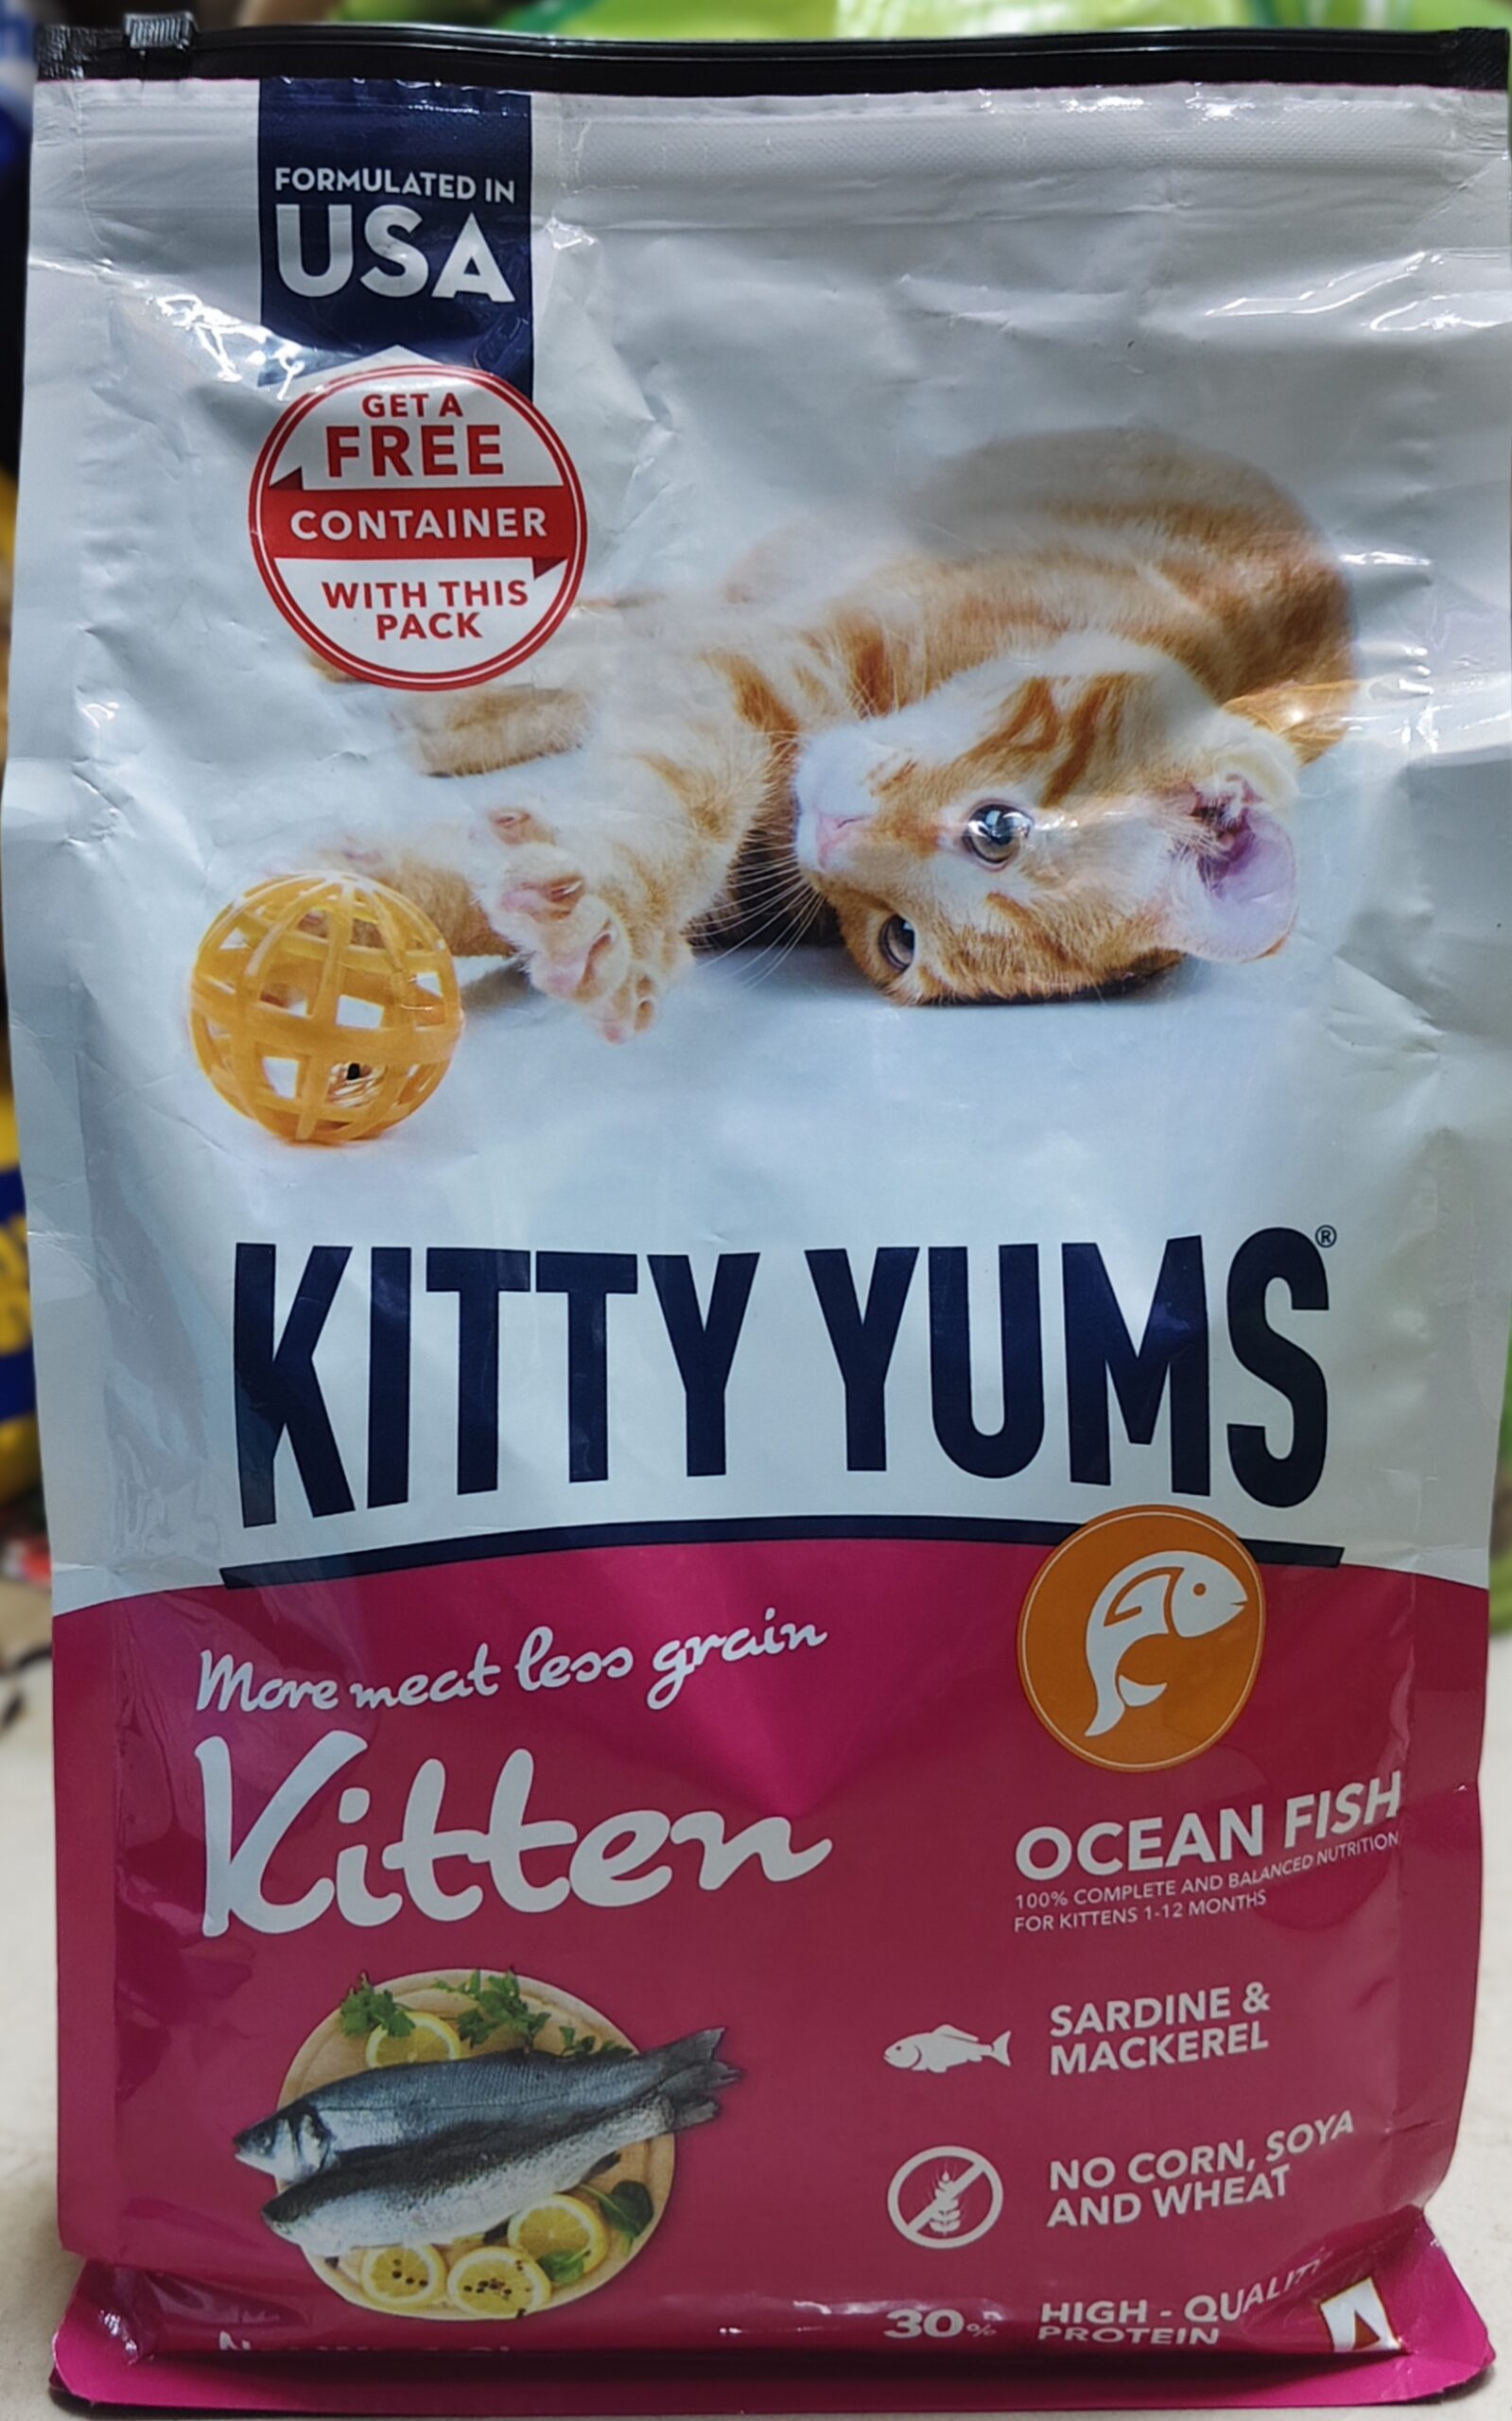 FORMULATED IN
USA
GET A
FREE
CONTAINER
WITH THIS
PACK
KITTY YUMS®
More meat less grain
Kitten
OCEAN FISH
100% COMPLETE AND BALANCED NUTRITION
FOR KITTENS 1-12 MONTHS
SARDINE &
MACKEREL
NO CORN, SOYA
AND WHEAT
30%
HIGH - QUALITY
PROTEIN